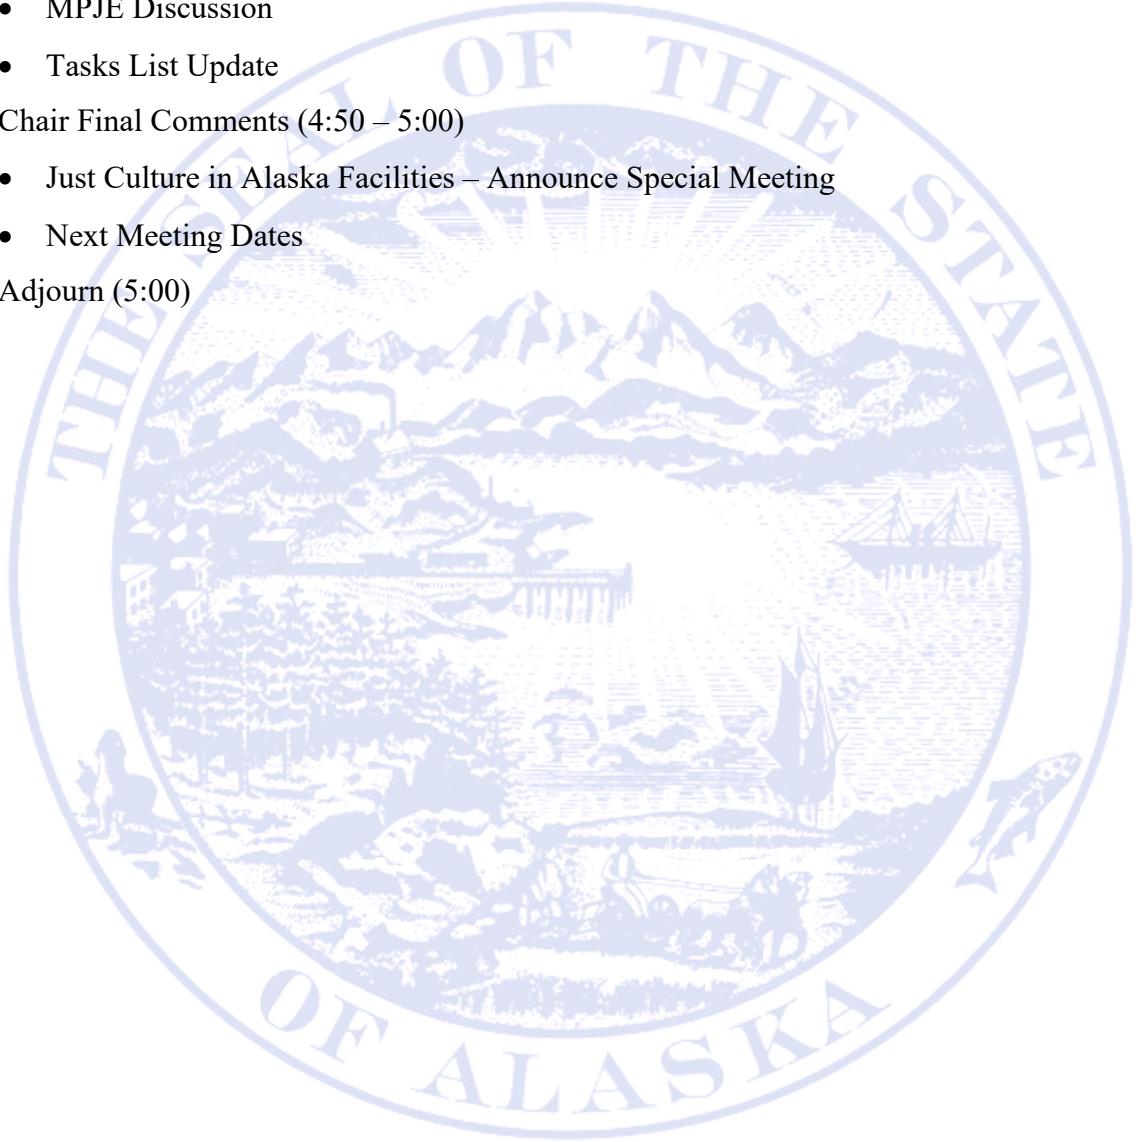 • MPJE Discussion
• Tasks List Update
Chair Final Comments (4:50 – 5:00)
• Just Culture in Alaska Facilities – Announce Special Meeting
• Next Meeting Dates
Adjourn (5:00)
THE SEAL OF THE STATE
OF ALASKA